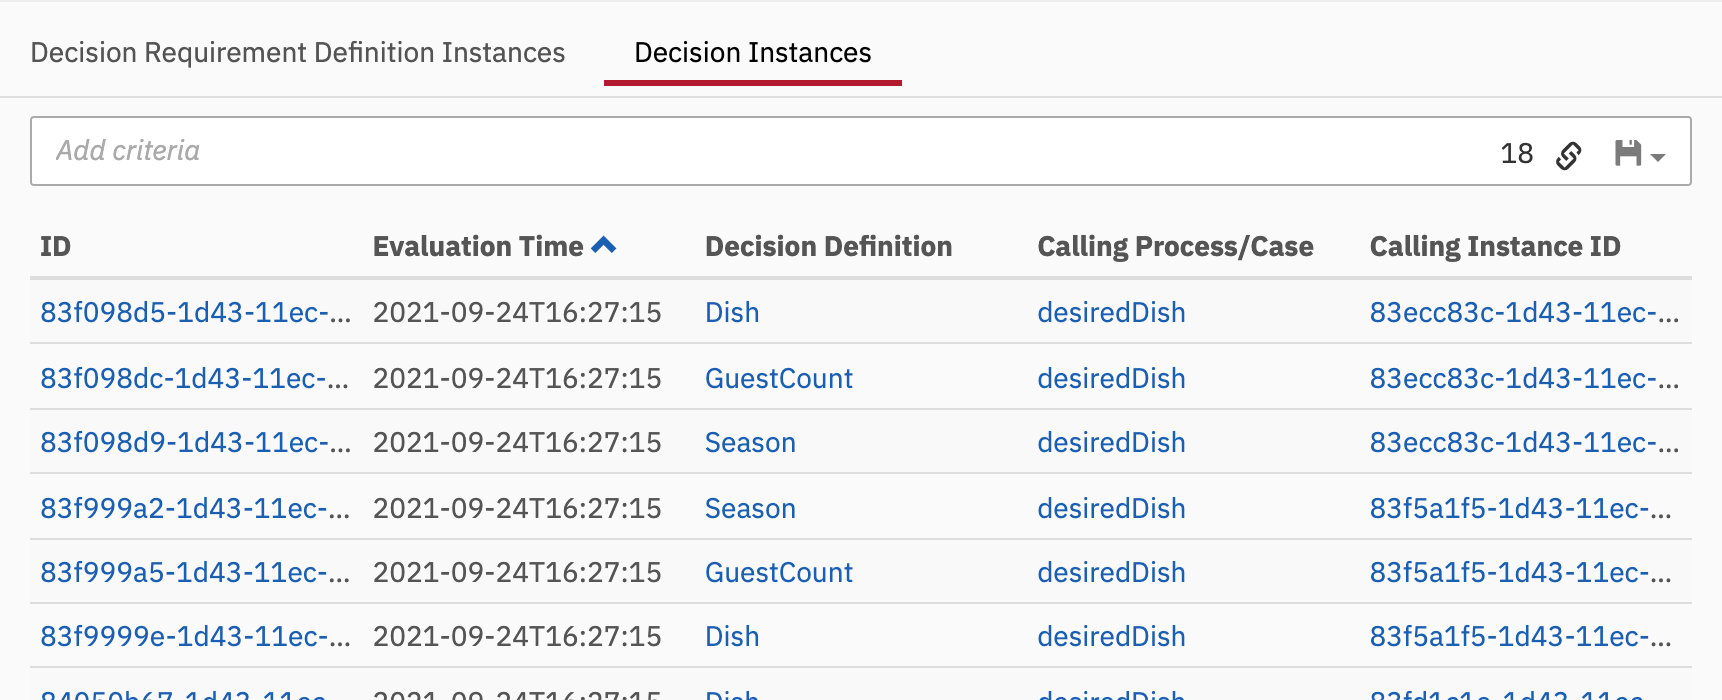 Decision Requirement Definition Instances Decision Instances
Add criteria 18
ID Evaluation Time Decision Definition Calling Process/Case Calling Instance ID
83f098d5-1d43-11ec-... 2021-09-24T16:27:15 Dish desiredDish 83ecc83c-1d43-11ec-...
83f098dc-1d43-11ec-... 2021-09-24T16:27:15 GuestCount desiredDish 83ecc83c-1d43-11ec-...
83f098d9-1d43-11ec-... 2021-09-24T16:27:15 Season desiredDish 83ecc83c-1d43-11ec-...
83f999a2-1d43-11ec-... 2021-09-24T16:27:15 Season desiredDish 83f5a1f5-1d43-11ec-...
83f999a5-1d43-11ec-... 2021-09-24T16:27:15 GuestCount desiredDish 83f5a1f5-1d43-11ec-...
83f9999e-1d43-11ec-... 2021-09-24T16:27:15 Dish desiredDish 83f5a1f5-1d43-11ec-...
2021-09-24T16:27:15 Dish desiredDish